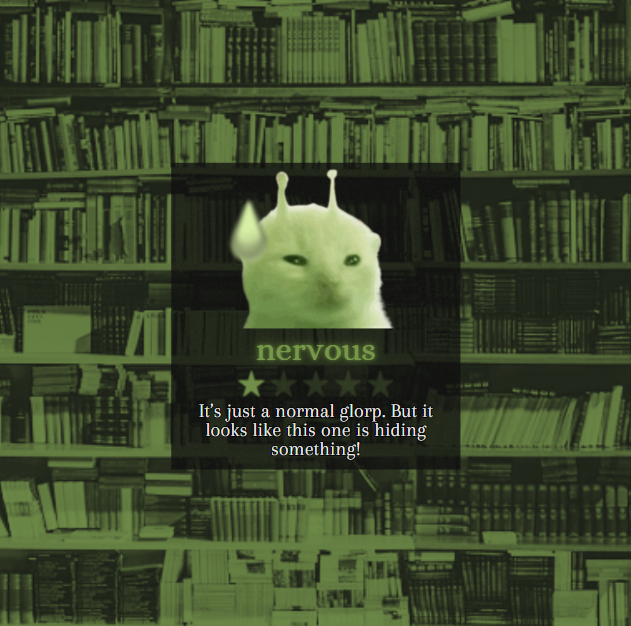 nervous
It's just a normal glorp. But it
looks like this one is hiding
something!